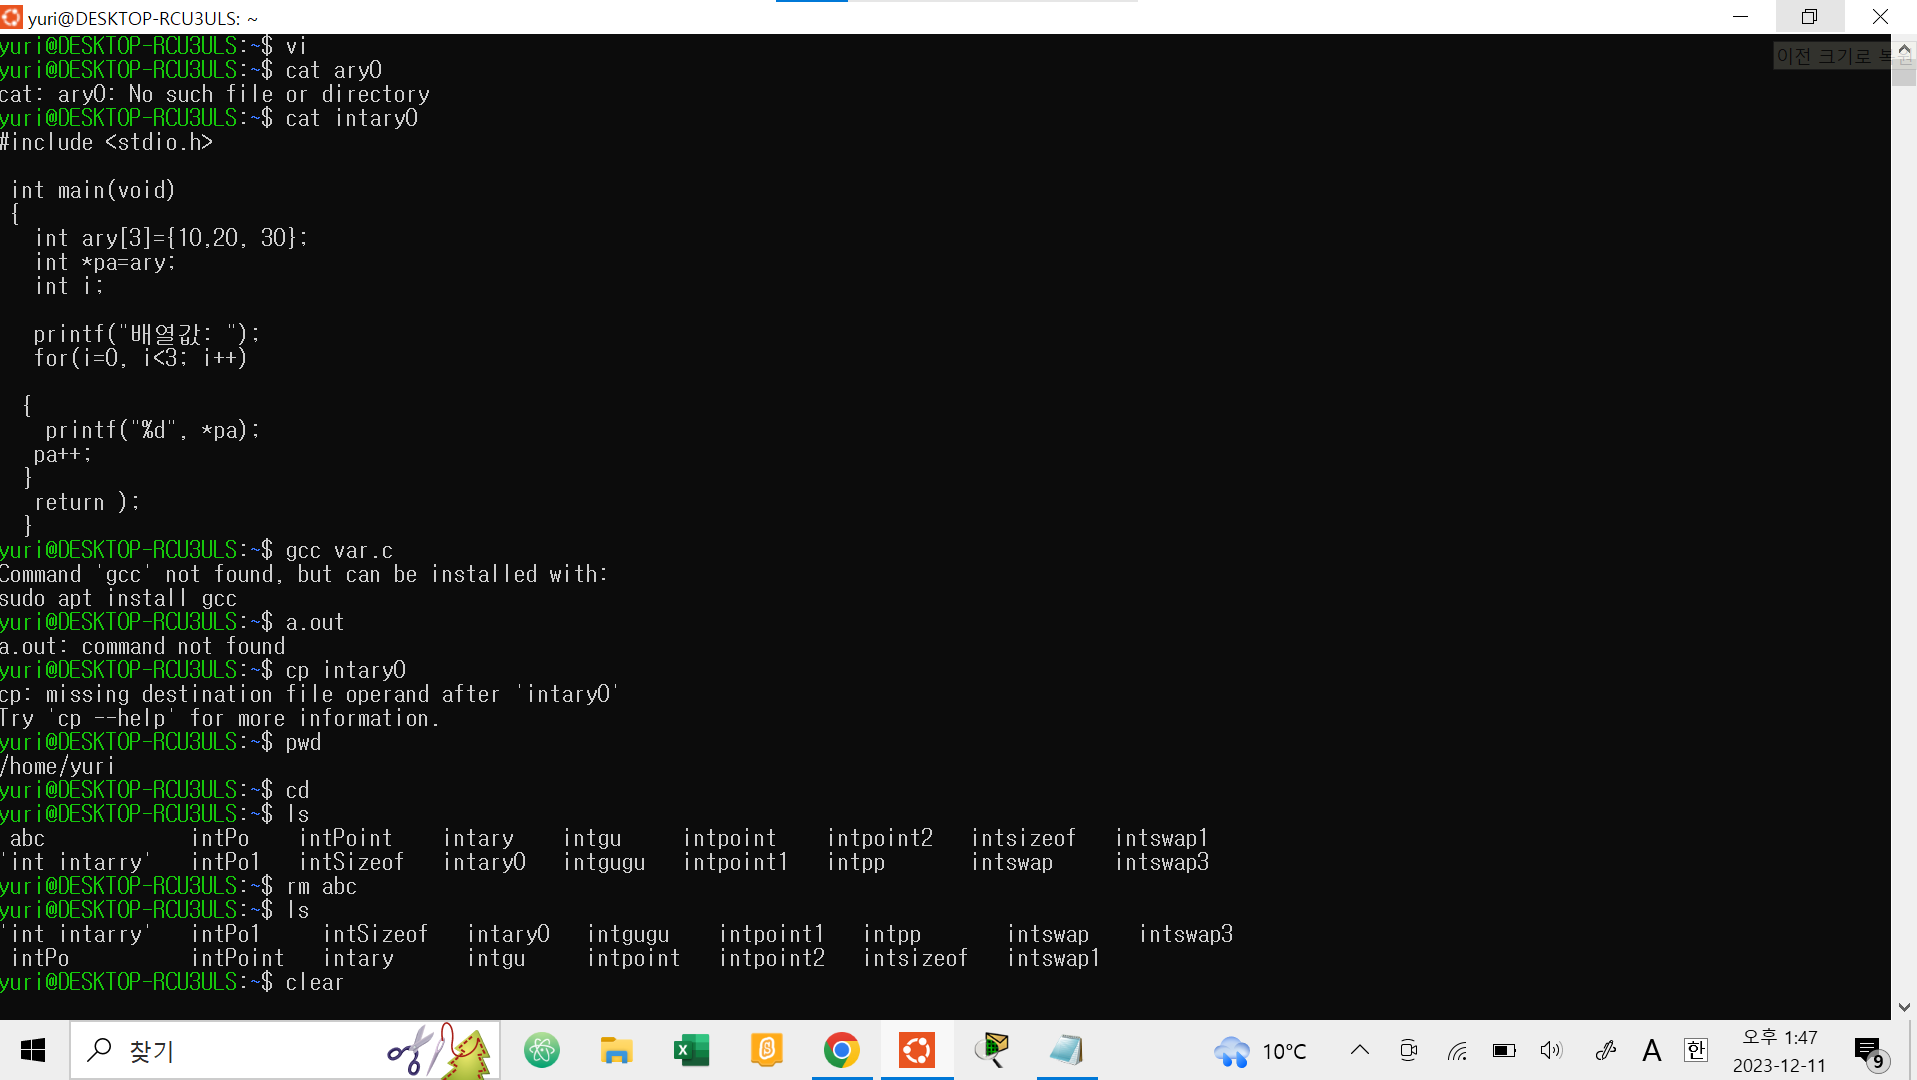 yuri@DESKTOP-RCU3ULS: ~
이전 크기로 복원
yuri@DESKTOP-RCU3ULS:~$ vi
yuri@DESKTOP-RCU3ULS:~$ cat ary0
cat: ary0: No such file or directory
yuri@DESKTOP-RCU3ULS:~$ cat intary0
#include <stdio.h>
int main(void)
{
int ary[3]={10,20, 30};
int *pa=ary;
int i;
printf("배열값: ");
for(i=0, i<3; i++)
{
printf("%d", *pa);
pa++;
}
return );
}
yuri@DESKTOP-RCU3ULS:~$ gcc var.c
Command 'gcc' not found, but can be installed with:
sudo apt install gcc
yuri@DESKTOP-RCU3ULS:~$ a.out
a.out: command not found
yuri@DESKTOP-RCU3ULS:~$ cp intary0
cp: missing destination file operand after 'intary0'
Try 'cp --help' for more information.
yuri@DESKTOP-RCU3ULS:~$ pwd
/home/yuri
yuri@DESKTOP-RCU3ULS:~$ cd
yuri@DESKTOP-RCU3ULS:~$ ls
abc intPo intPoint intary intgu intpoint intpoint2 intsizeof intswap1
'int intarry' intPo1 intSizeof intary0 intgugu intpoint1 intpp intswap intswap3
yuri@DESKTOP-RCU3ULS:~$ rm abc
yuri@DESKTOP-RCU3ULS:~$ ls
'int intarry' intPo1 intSizeof intary0 intgugu intpoint1 intpp intswap intswap3
intPo intPoint intary intgu intpoint intpoint2 intsizeof intswap1
yuri@DESKTOP-RCU3ULS:~$ clear
찾기
10°C
A
한
오후 1:47
2023-12-11
9